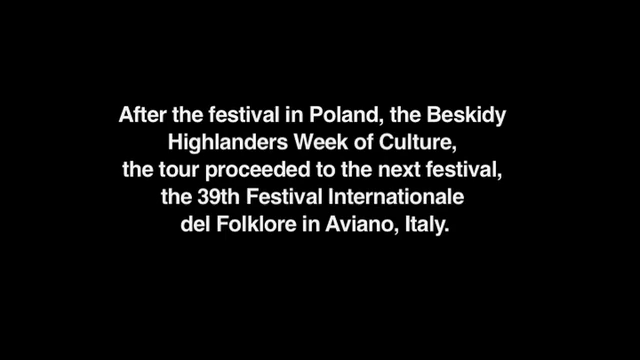 After the festival in Poland, the Beskidy
Highlanders Week of Culture,
the tour proceeded to the next festival,
the 39th Festival Internationale
del Folklore in Aviano, Italy.